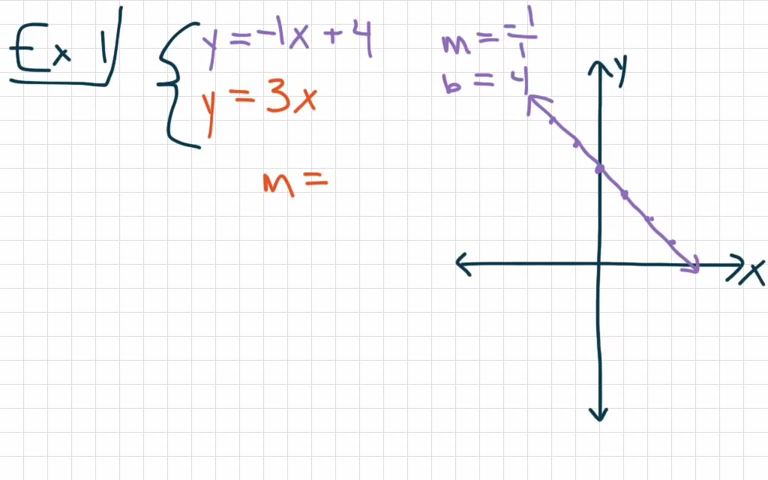 Ex 1
y = -1x + 4
y = 3x
m =
m = -1/1
b = 4
y
x